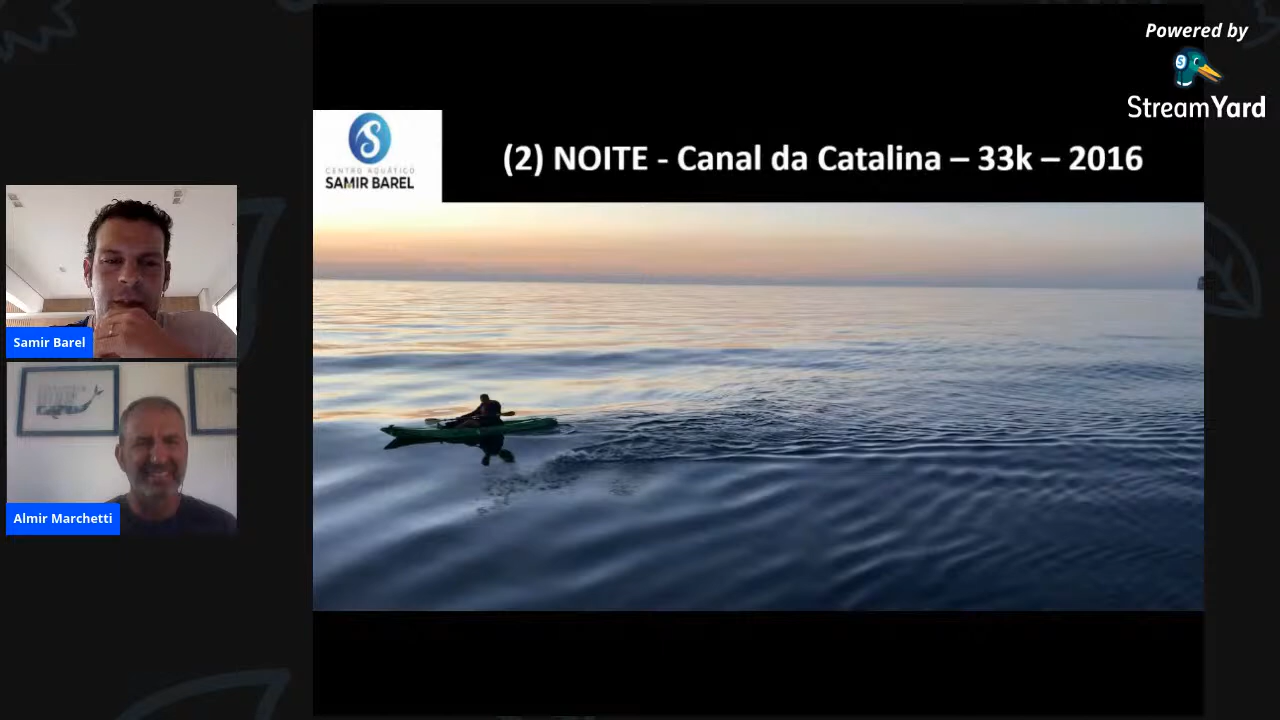 Powered by
StreamYard
CENTRO AQUÁTICO
SAMIR BAREL
(2) NOITE - Canal da Catalina – 33k – 2016
Samir Barel
Almir Marchetti